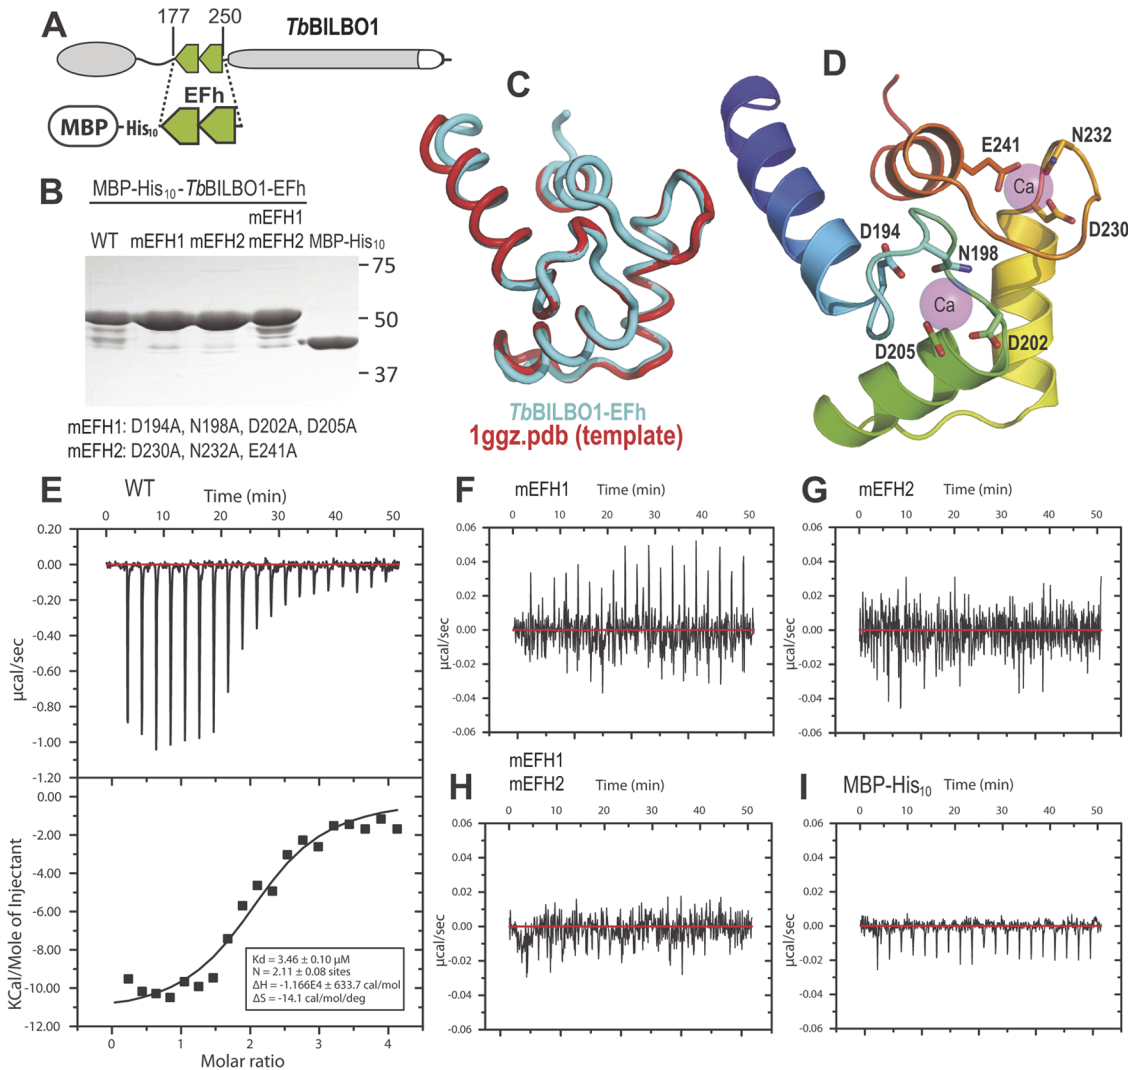 A
177 250 TbBILBO1
EFh
MBP His₁₀
B
MBP-His₁₀-TbBILBO1-EFh
mEFH1
WT mEFH1 mEFH2 mEFH2 MBP-His₁₀
75
50
37
mEFH1: D194A, N198A, D202A, D205A
mEFH2: D230A, N232A, E241A
C
TbBILBO1-EFh
1ggz.pdb (template)
D
E241 N232
Ca
D194 D230
N198
Ca
D205 D202
E WT Time (min)
0 10 20 30 40 50
0.20
0.00
-0.20
-0.40
-0.60
-0.80
-1.00
-1.20
µcal/sec
0.00
-2.00
-4.00
-6.00
-8.00
-10.00
-12.00
KCal/Mole of Injectant
Kd = 3.46 ± 0.10 µM
N = 2.11 ± 0.08 sites
ΔH = -1.166E4 ± 633.7 cal/mol
ΔS = -14.1 cal/mol/deg
0 1 2 3 4
Molar ratio
F mEFH1 Time (min)
0 10 20 30 40 50
0.06
0.04
0.02
0.00
-0.02
-0.04
-0.06
µcal/sec
G mEFH2 Time (min)
0 10 20 30 40 50
0.06
0.04
0.02
0.00
-0.02
-0.04
-0.06
µcal/sec
mEFH1
H mEFH2 Time (min)
0 10 20 30 40 50
0.06
0.04
0.02
0.00
-0.02
-0.04
-0.06
µcal/sec
I MBP-His₁₀ Time (min)
0 10 20 30 40 50
0.06
0.04
0.02
0.00
-0.02
-0.04
-0.06
µcal/sec